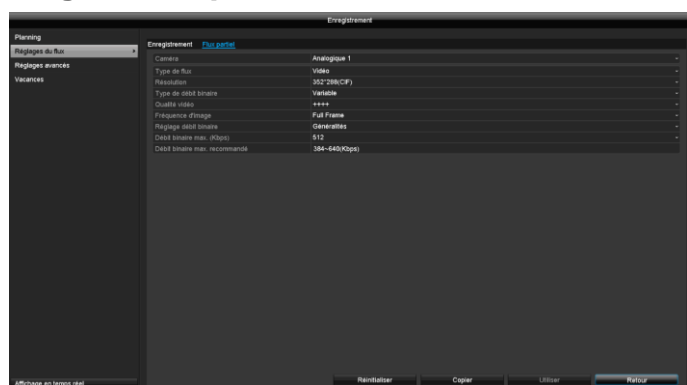 Enregistrement
Planning
Réglages du flux
Réglages avancés
Vacances
Enregistrement Flux partiel
Caméra Analogique 1
Type de flux Vidéo
Résolution 352*288(CIF)
Type de débit binaire Variable
Qualité vidéo ++++
Fréquence d'image Full Frame
Réglage débit binaire Généralités
Débit binaire max. (Kbps) 512
Débit binaire max. recommandé 384~640(Kbps)
Affichage en temps réel
Réinitialiser Copier Utiliser Retour